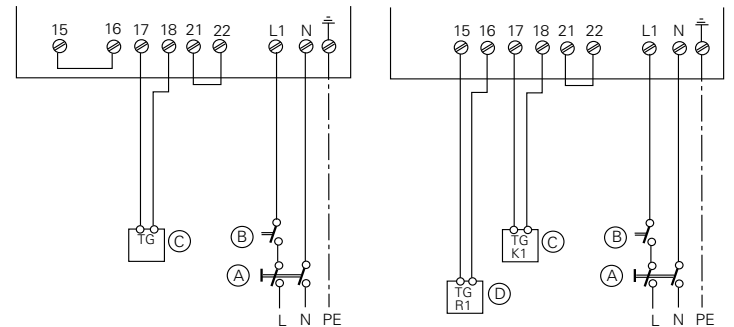 15 16 17 18 21 22 L1 N
TG C
B
A
L N PE
15 16 17 18 21 22 L1 N
TG
K1 C
B
A
TG
R1 D
L N PE